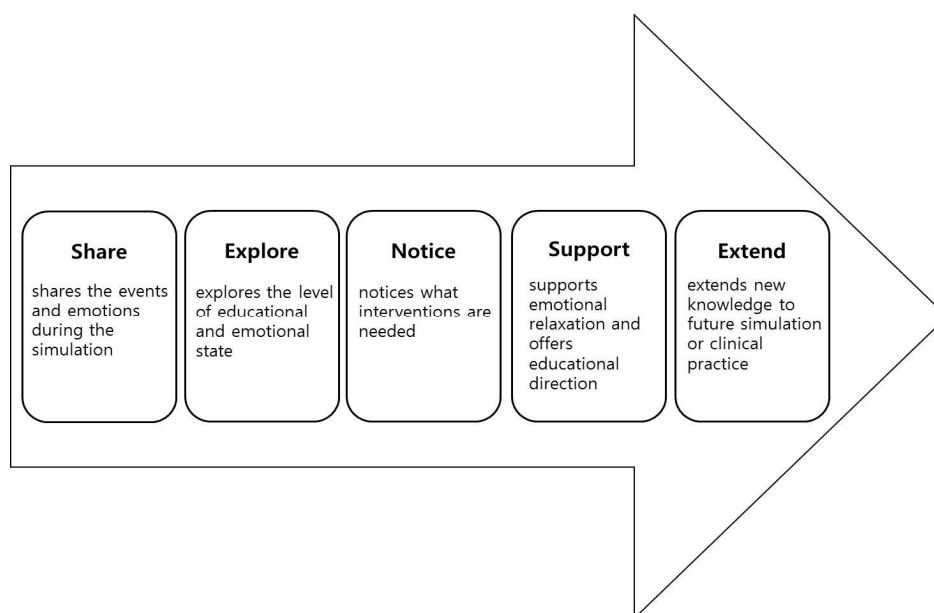 Share
shares the events
and emotions
during the
simulation
Explore
explores the level
of educational
and emotional
state
Notice
notices what
interventions are
needed
Support
supports
emotional
relaxation and
offers
educational
direction
Extend
extends new
knowledge to
future simulation
or clinical
practice